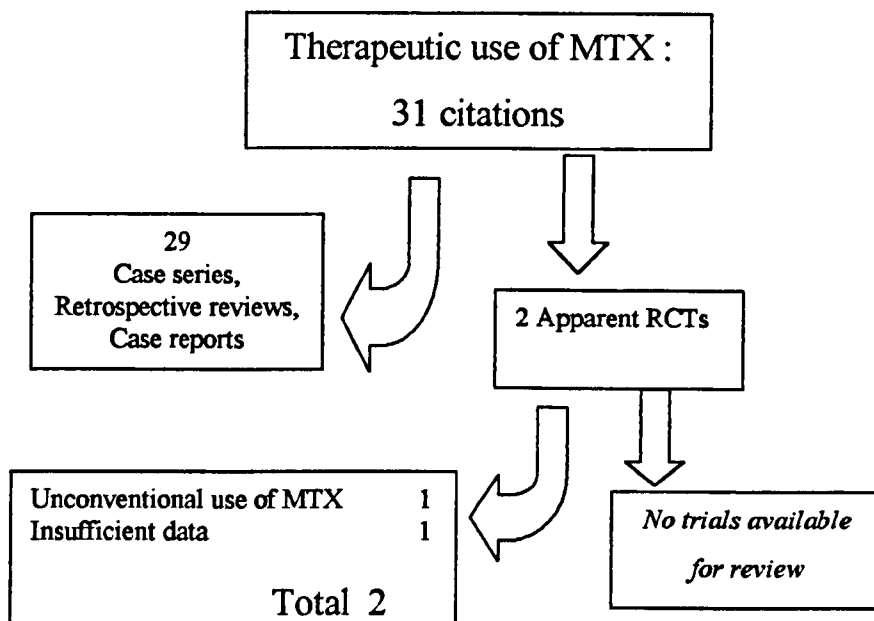 Therapeutic use of MTX :
31 citations
29
Case series,
Retrospective reviews,
Case reports
2 Apparent RCTs
Unconventional use of MTX 1
Insufficient data 1
Total 2
No trials available
for review